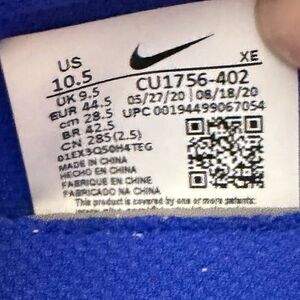 XE
US
10.5
UK 9.5
EUR 44.5
cm 28.5
BR 42.5
CN 285(2.5)
01EX3QS0H4TEG
MADE IN CHINA
HECHO EN CHINA
FABRIQUE EN CHINE
FABRICADO NA CHINA
CU1756-402
05/27/20 | 08/18/20
UPC 00194499067054
This product is covered by one or more patents: